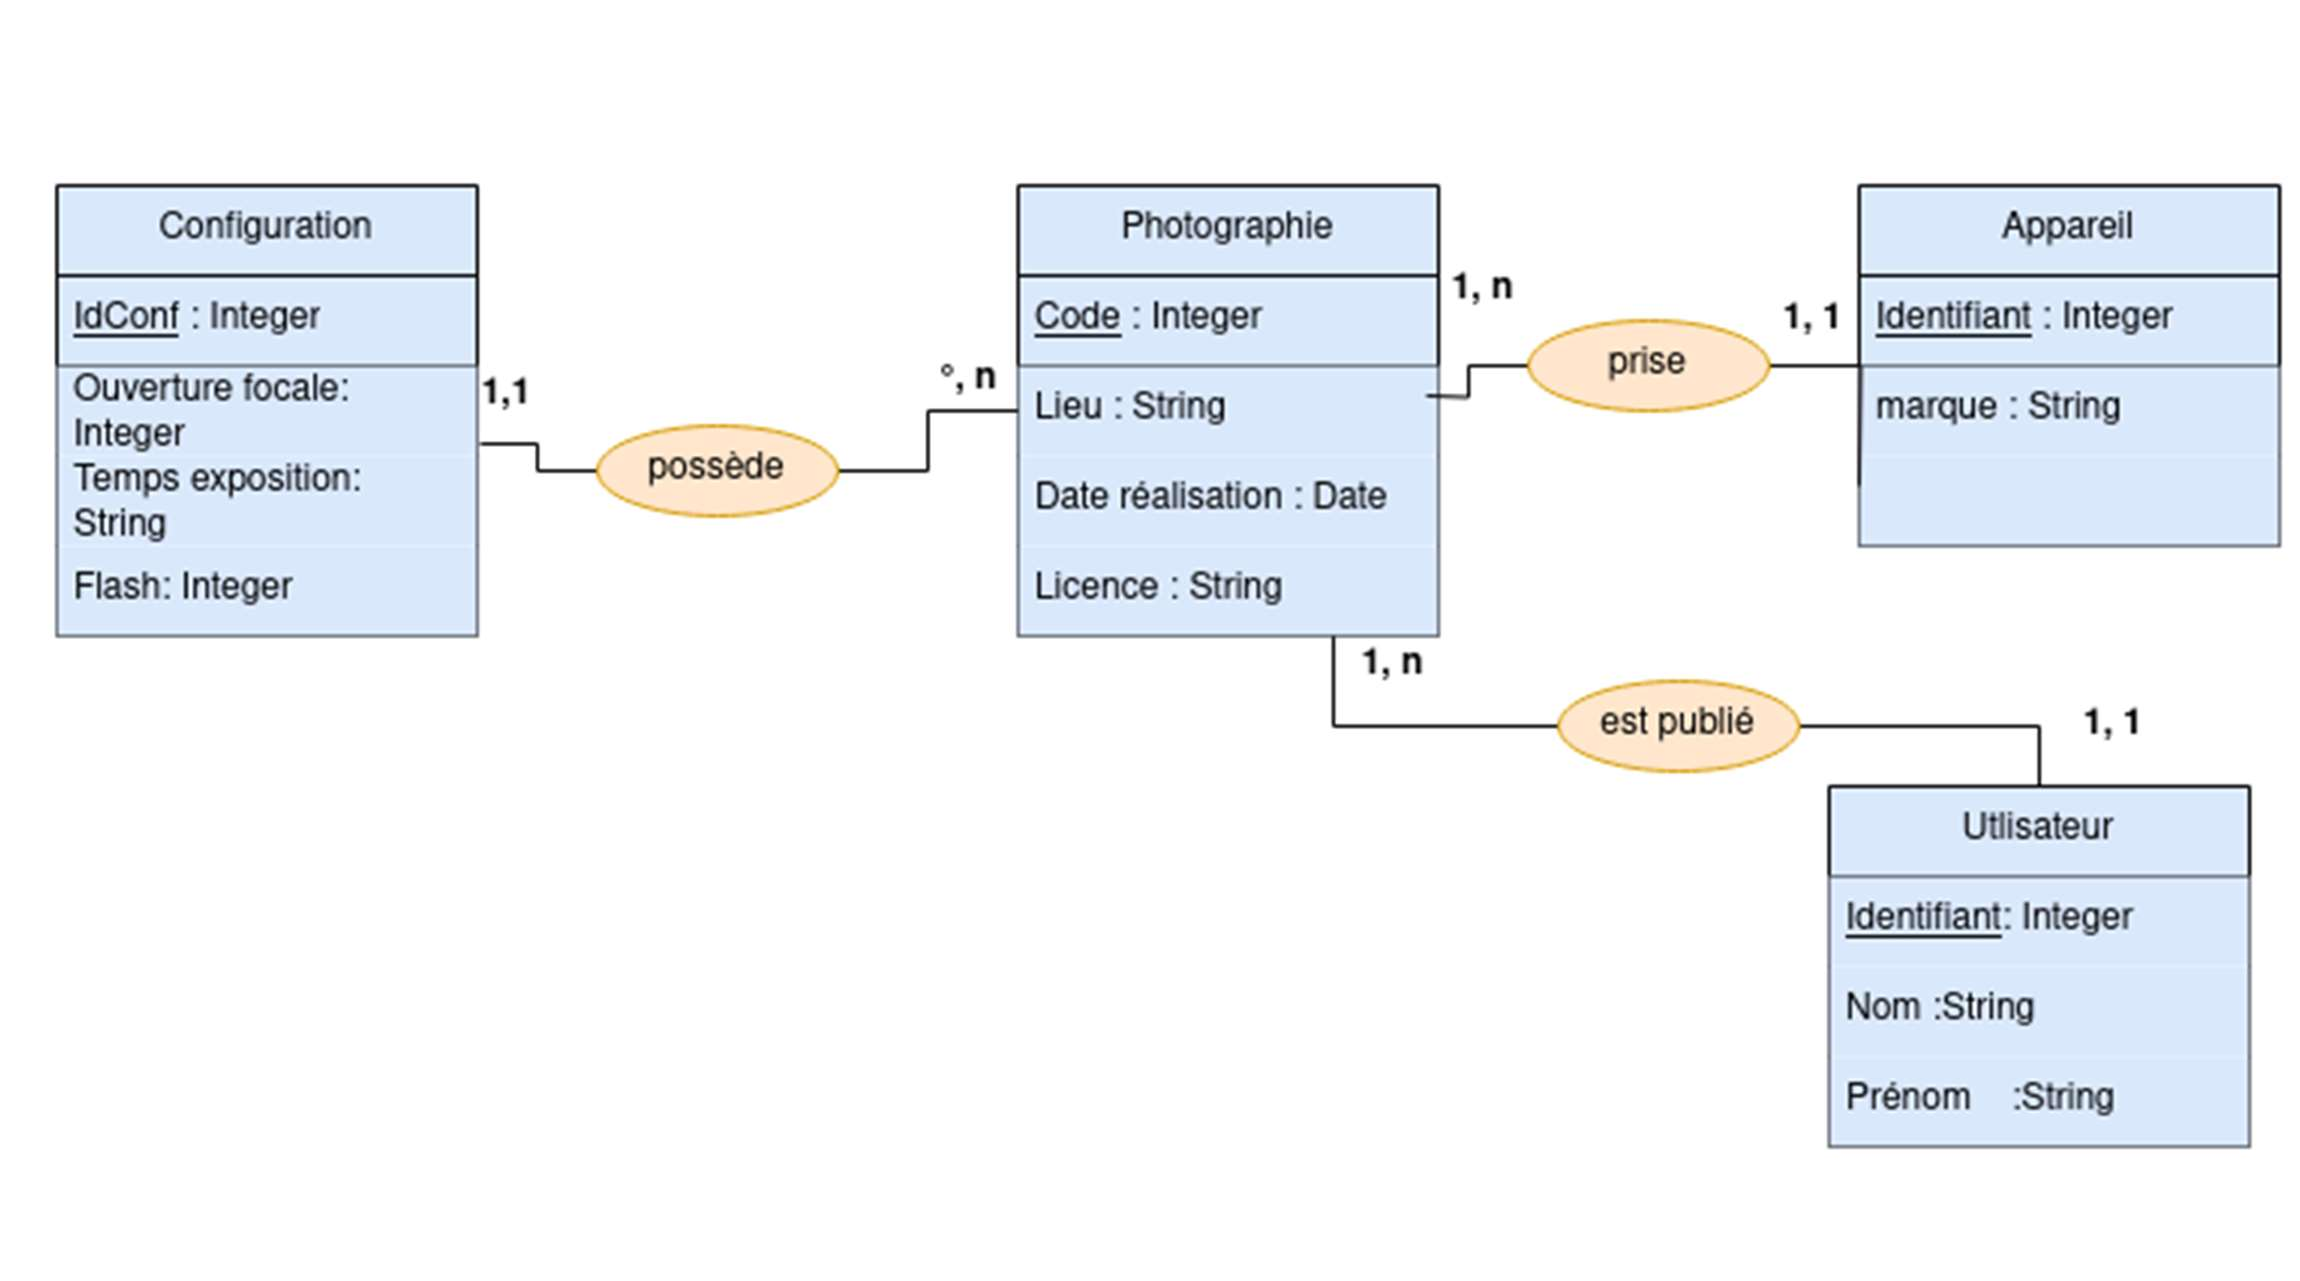 Configuration
IdConf : Integer
Ouverture focale:
Integer
Temps exposition:
String
Flash: Integer
1,1
possède
°, n
Photographie
Code : Integer
Lieu : String
Date réalisation : Date
Licence : String
1, n
prise
1, 1
Appareil
Identifiant : Integer
marque : String
1, n
est publié
1, 1
Utlisateur
Identifiant: Integer
Nom :String
Prénom :String